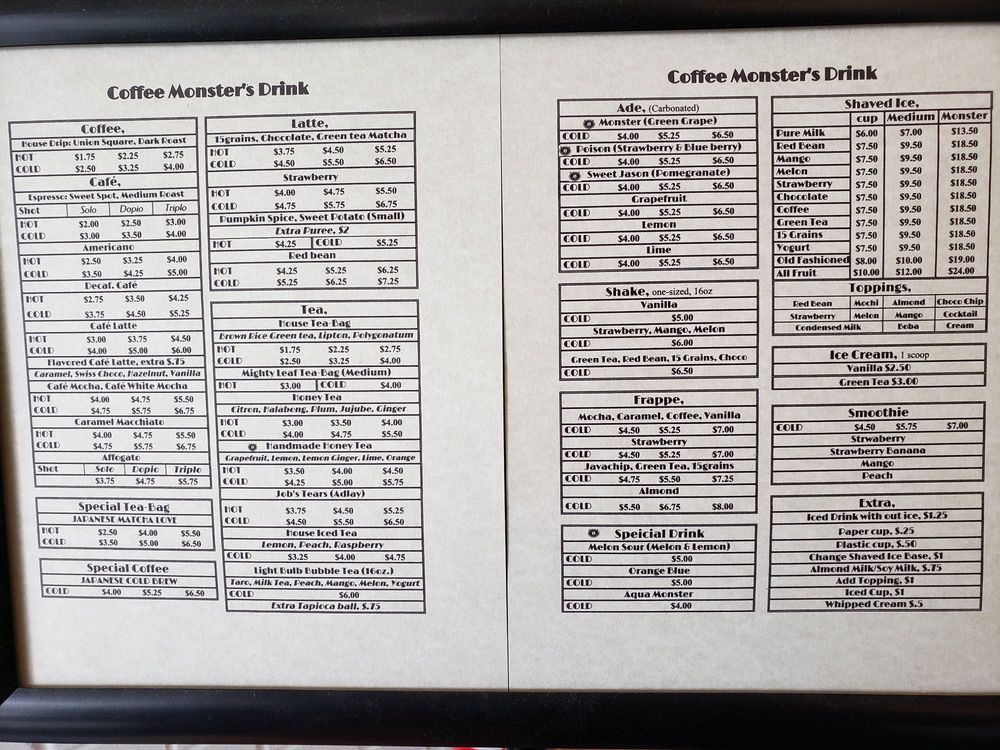 Coffee Monster's Drink
Coffee,
House Drip: Union Square, Dark Roast
HOT $1.75 $2.25 $2.75
COLD $2.50 $3.25 $4.00
Café,
Espresso: Sweet Spot, Medium Roast
Shot Solo Dopio Triplo
HOT $2.00 $2.50 $3.00
COLD $3.00 $3.50 $4.00
Americano
HOT $2.50 $3.25 $4.00
COLD $3.50 $4.25 $5.00
Decaf. Café
HOT $2.75 $3.50 $4.25
COLD $3.75 $4.50 $5.25
Café Latte
HOT $3.00 $3.75 $4.50
COLD $4.00 $5.00 $6.00
Flavored Café Latte, extra $.75
Caramel, Swiss Choco, Hazelnut, Vanilla
Café Mocha, Café White Mocha
HOT $4.00 $4.75 $5.50
COLD $4.75 $5.75 $6.75
Caramel Macchiato
HOT $4.00 $4.75 $5.50
COLD $4.75 $5.75 $6.75
Affogato
Shot Solo Dopio Triplo
$3.75 $4.75 $5.75
Special Tea-Bag
JAPANESE MATCHA LOVE
HOT $2.50 $4.00 $5.50
COLD $3.50 $5.00 $6.50
Special Coffee
JAPANESE COLD BREW
COLD $4.00 $5.25 $6.50
Latte,
15grains, Chocolate, Green tea Matcha
HOT $3.75 $4.50 $5.25
COLD $4.50 $5.50 $6.50
Strawberry
HOT $4.00 $4.75 $5.50
COLD $4.75 $5.75 $6.75
Pumpkin Spice, Sweet Potato (Small)
Extra Puree, $2
HOT $4.25 COLD $5.25
Red bean
HOT $4.25 $5.25 $6.25
COLD $5.25 $6.25 $7.25
Tea,
House Tea-Bag
Brown Rice Green tea, Lipton, Polygonatum
HOT $1.75 $2.25 $2.75
COLD $2.50 $3.25 $4.00
Mighty Leaf Tea-Bag (Medium)
HOT $3.00 COLD $4.00
Honey Tea
Citron, Halabong, Plum, Jujube, Ginger
HOT $3.00 $3.50 $4.00
COLD $4.00 $4.75 $5.50
Handmade Honey Tea
Grapefruit, Lemon, Lemon Ginger, Lime, Orange
HOT $3.50 $4.00 $4.50
COLD $4.25 $5.00 $5.75
Job's Tears (Adlay)
HOT $3.75 $4.50 $5.25
COLD $4.50 $5.50 $6.50
House Iced Tea
Lemon, Peach, Raspberry
COLD $3.25 $4.00 $4.75
Light Bulb Bubble Tea (16oz.)
Taro, Milk Tea, Peach, Mango, Melon, Yogurt
COLD $6.00
Extra Tapioca ball, $.75
Coffee Monster's Drink
Ade, (Carbonated)
Monster (Green Grape)
COLD $4.00 $5.25 $6.50
Poison (Strawberry & Blue berry)
COLD $4.00 $5.25 $6.50
Sweet Jason (Pomegranate)
COLD $4.00 $5.25 $6.50
Grapefruit
COLD $4.00 $5.25 $6.50
Lemon
COLD $4.00 $5.25 $6.50
Lime
COLD $4.00 $5.25 $6.50
Shake, one-sized, 16oz
Vanilla
COLD $5.00
Strawberry, Mango, Melon
COLD $6.00
Green Tea, Red Bean, 15 Grains, Choco
COLD $6.50
Frappe,
Mocha, Caramel, Coffee, Vanilla
COLD $4.50 $5.25 $7.00
Strawberry
COLD $4.50 $5.25 $7.00
Javachip, Green Tea, 15grains
COLD $4.75 $5.50 $7.25
Almond
COLD $5.50 $6.75 $8.00
Speicial Drink
Melon Sour (Melon & Lemon)
COLD $5.00
Orange Blue
COLD $5.00
Aqua Monster
COLD $4.00
Shaved Ice,
cup Medium Monster
Pure Milk $6.00 $7.00 $13.50
Red Bean $7.50 $9.50 $18.50
Mango $7.50 $9.50 $18.50
Melon $7.50 $9.50 $18.50
Strawberry $7.50 $9.50 $18.50
Chocolate $7.50 $9.50 $18.50
Coffee $7.50 $9.50 $18.50
Green Tea $7.50 $9.50 $18.50
15 Grains $7.50 $9.50 $18.50
Yogurt $7.50 $9.50 $18.50
Old Fashioned $8.00 $10.00 $19.00
All Fruit $10.00 $12.00 $24.00
Toppings,
Red Bean Mochi Almond Choco Chip
Strawberry Melon Mango Cocktail
Condensed Milk Boba Cream
Ice Cream, 1 scoop
Vanilla $2.50
Green Tea $3.00
Smoothie
COLD $4.50 $5.75 $7.00
Strwaberry
Strawberry Banana
Mango
Peach
Extra,
Iced Drink with out ice, $1.25
Paper cup, $.25
Plastic cup, $.50
Change Shaved Ice Base, $1
Almond Milk/Soy Milk, $.75
Add Topping, $1
Iced Cup, $1
Whipped Cream $.5